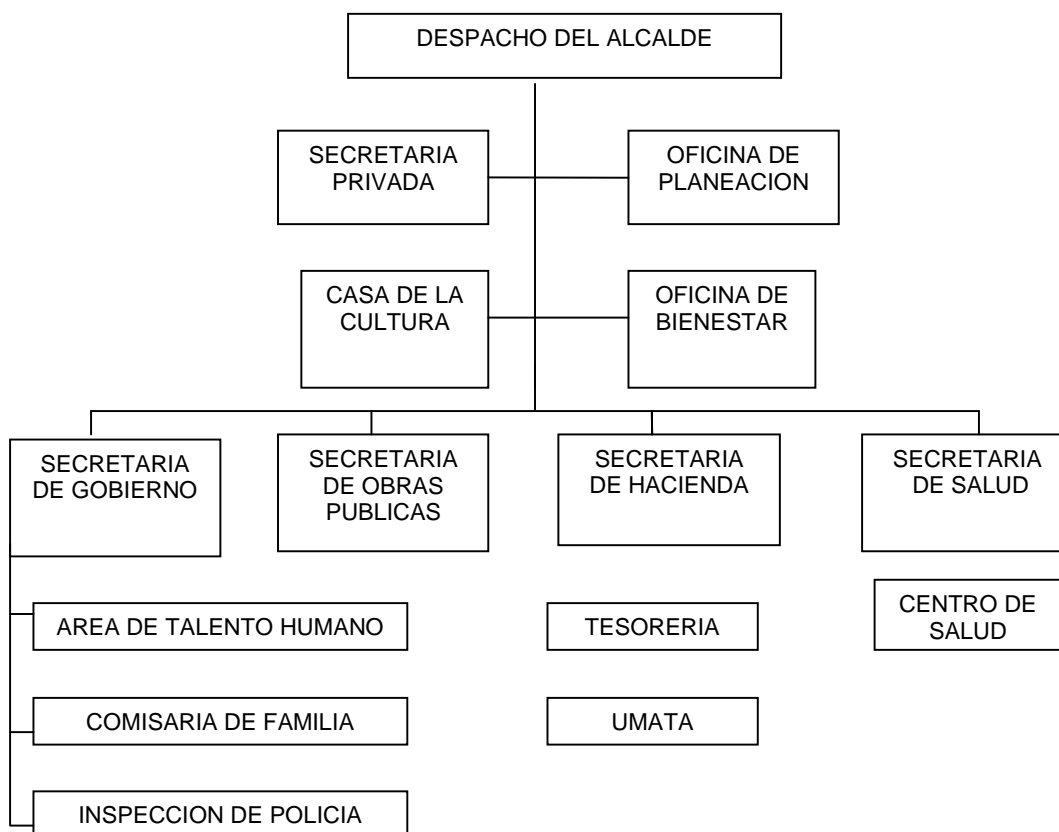 DESPACHO DEL ALCALDE
SECRETARIA
PRIVADA
OFICINA DE
PLANEACION
CASA DE LA
CULTURA
OFICINA DE
BIENESTAR
SECRETARIA
DE GOBIERNO
SECRETARIA
DE OBRAS
PUBLICAS
SECRETARIA
DE HACIENDA
SECRETARIA
DE SALUD
AREA DE TALENTO HUMANO
TESORERIA
CENTRO DE
SALUD
COMISARIA DE FAMILIA
UMATA
INSPECCION DE POLICIA